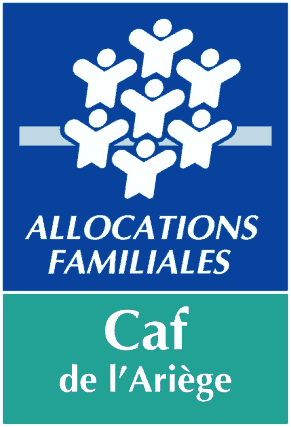 ALLOCATIONS
FAMILIALES
Caf
de l'Ariège